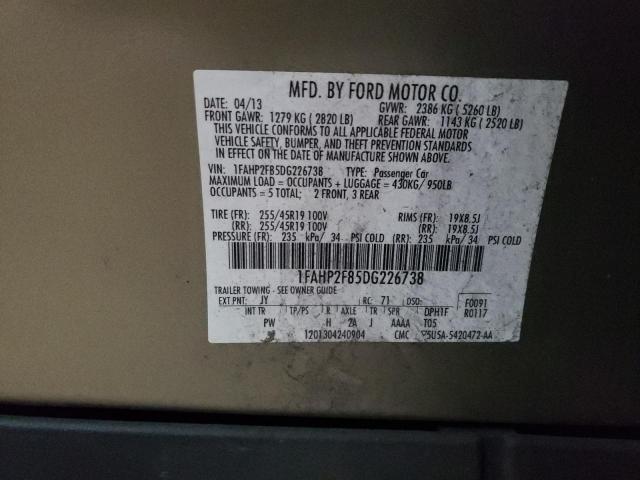 MFD. BY FORD MOTOR CO.
DATE: 04/13 GVWR: 2386 KG ( 5260 LB)
FRONT GAWR: 1279 KG ( 2820 LB) REAR GAWR: 1143 KG ( 2520 LB)
THIS VEHICLE CONFORMS TO ALL APPLICABLE FEDERAL MOTOR
VEHICLE SAFETY, BUMPER, AND THEFT PREVENTION STANDARDS
IN EFFECT ON THE DATE OF MANUFACTURE SHOWN ABOVE.
VIN: 1FAHP2F85DG226738 TYPE: Passenger Car
MAXIMUM LOAD = OCCUPANTS + LUGGAGE = 430KG/ 950LB
OCCUPANTS = 5 TOTAL; 2 FRONT, 3 REAR
TIRE (FR): 255/45R19 100V RIMS (FR): 19X8.5J
(RR): 255/45R19 100V (RR): 19X8.5J
PRESSURE (FR): 235 kPa/ 34 PSI COLD (RR): 235 kPa/ 34 PSI COLD
1FAHP2F85DG226738
TRAILER TOWING - SEE OWNER GUIDE
EXT PNT: JY RC: 71 DSO: F0091
INT TR TP/PS R AXLE TR SPR DPH1F R0117
PW H 2A J AAAA T05
1201304240904 CMC 5U5A-5420472-AA